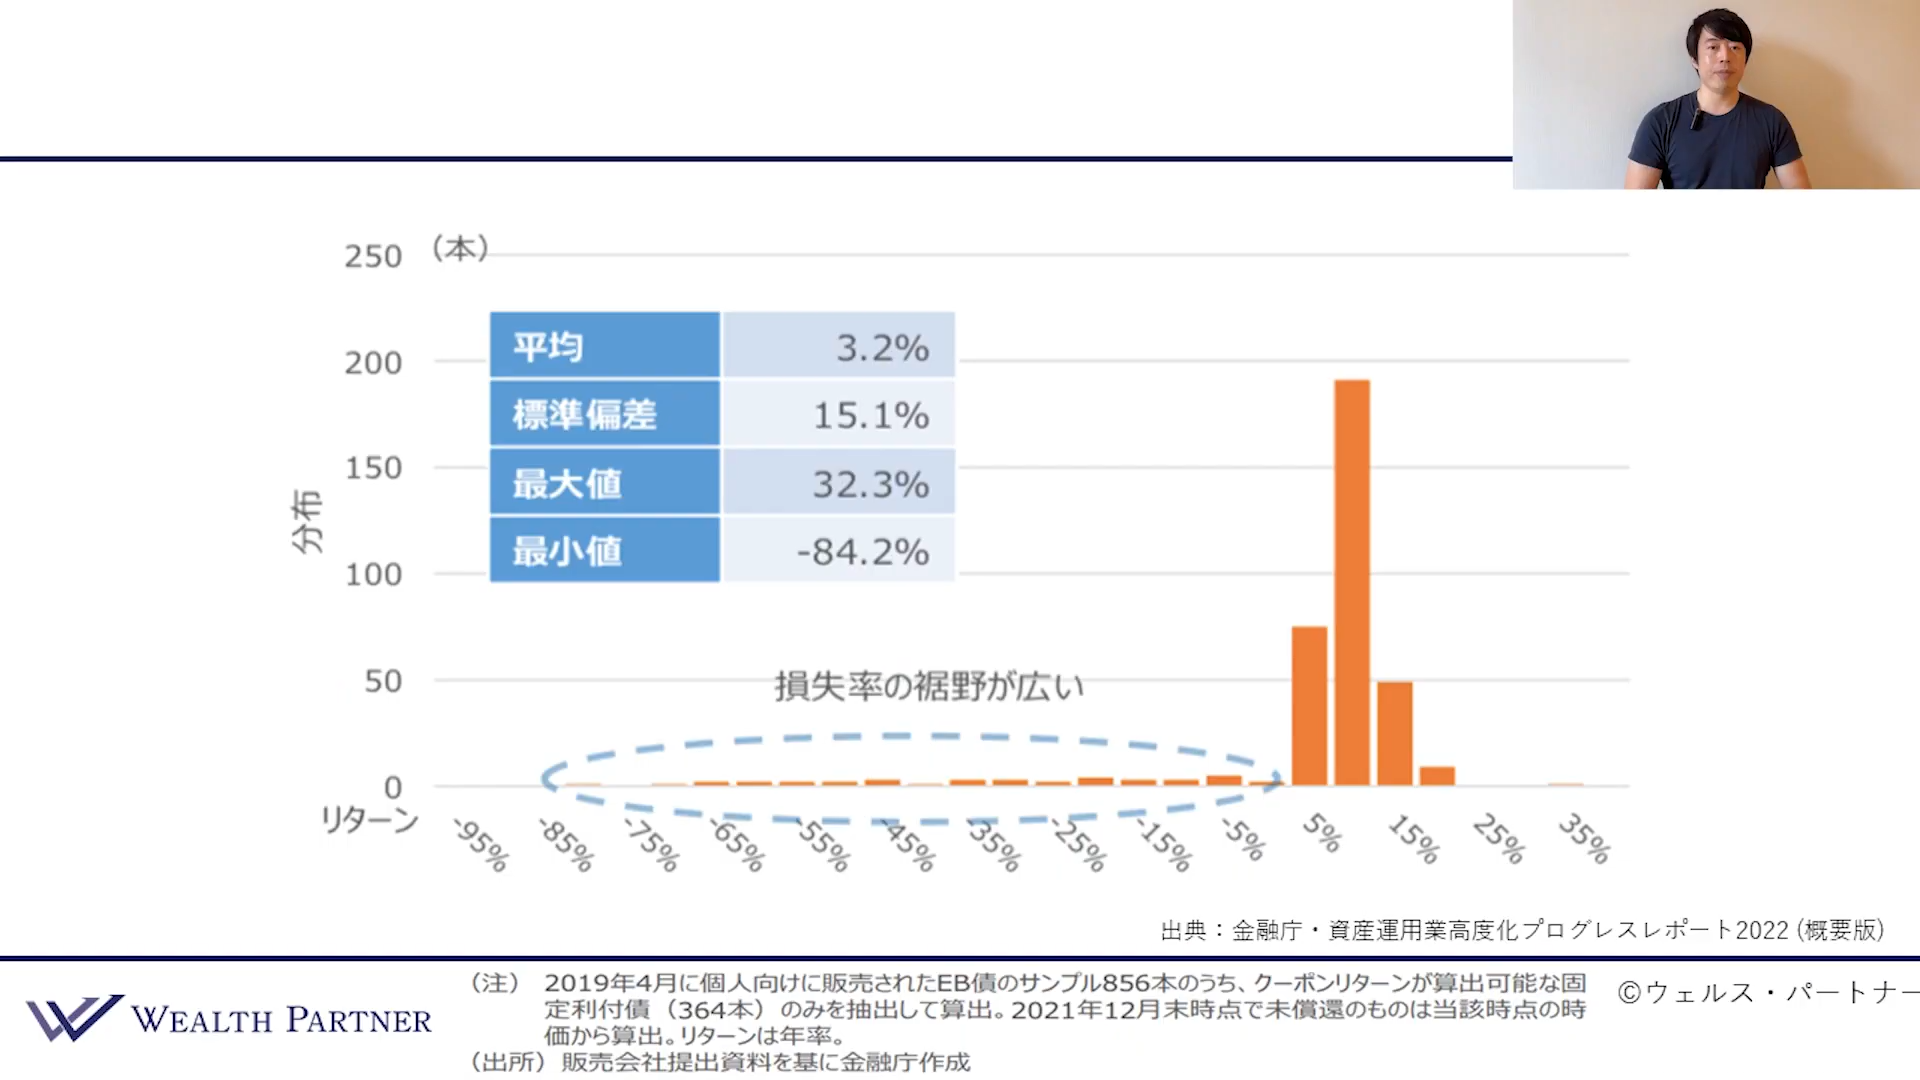 250 （本）
平均 3.2%
200
標準偏差 15.1%
150
最大値 32.3%
分布
最小値 -84.2%
100
50
損失率の裾野が広い
0
リターン -95% -85% -75% -65% -55% -45% -35% -25% -15% -5% 5% 15% 25% 35%
出典：金融庁・資産運用業高度化プログレスレポート2022 (概要版)
（注） 2019年4月に個人向けに販売されたEB債のサンプル856本のうち、クーポンリターンが算出可能な固
定利付債（364本）のみを抽出して算出。2021年12月末時点で未償還のものは当該時点の時
価から算出。リターンは年率。
（出所）販売会社提出資料を基に金融庁作成
©ウェルス・パートナー
WEALTH PARTNER